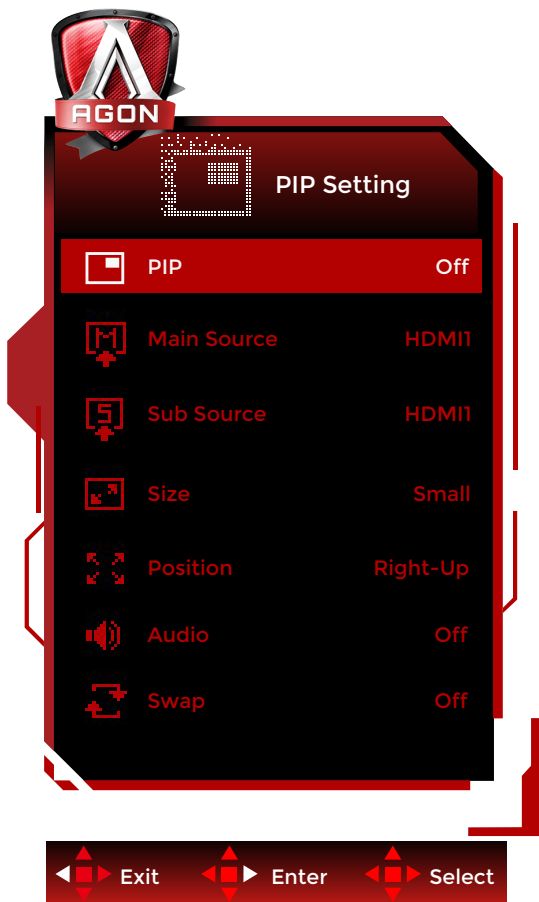 AGON
PIP Setting
PIP Off
M Main Source HDMI1
S Sub Source HDMI1
Size Small
Position Right-Up
Audio Off
Swap Off
Exit Enter Select